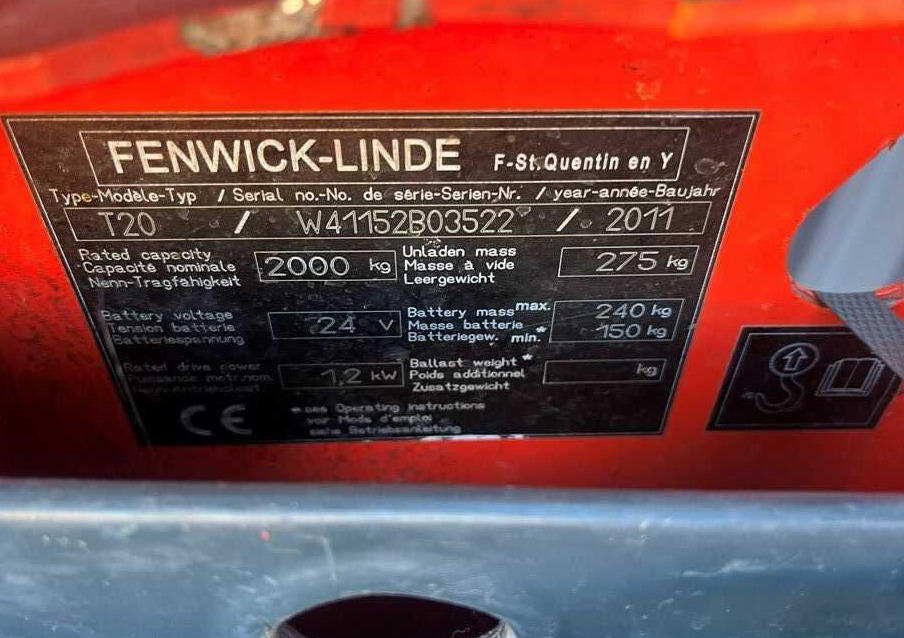 FENWICK-LINDE F-St.Quentin en Y
Type-Modèle-Typ / Serial no.-No. de série-Serien-Nr. / year-année-Baujahr
T20 / W41152B03522 / 2011
Rated capacity
Capacité nominale
Nenn-Tragfähigkeit
2000 kg
Unladen mass
Masse à vide
Leergewicht
275 kg
Battery voltage
Tension batterie
Batteriespannung
24 V
Battery mass max.
Masse batterie *
Batteriegew. min.
240 kg
150 kg
Rated drive power
Puissance motr.nom.
1,2 kW
Ballast weight *
Poids additionnel
Zusatzgewicht
kg
CE
* see Operating instructions
voir Mode d'emploi
siehe Betriebsanleitung